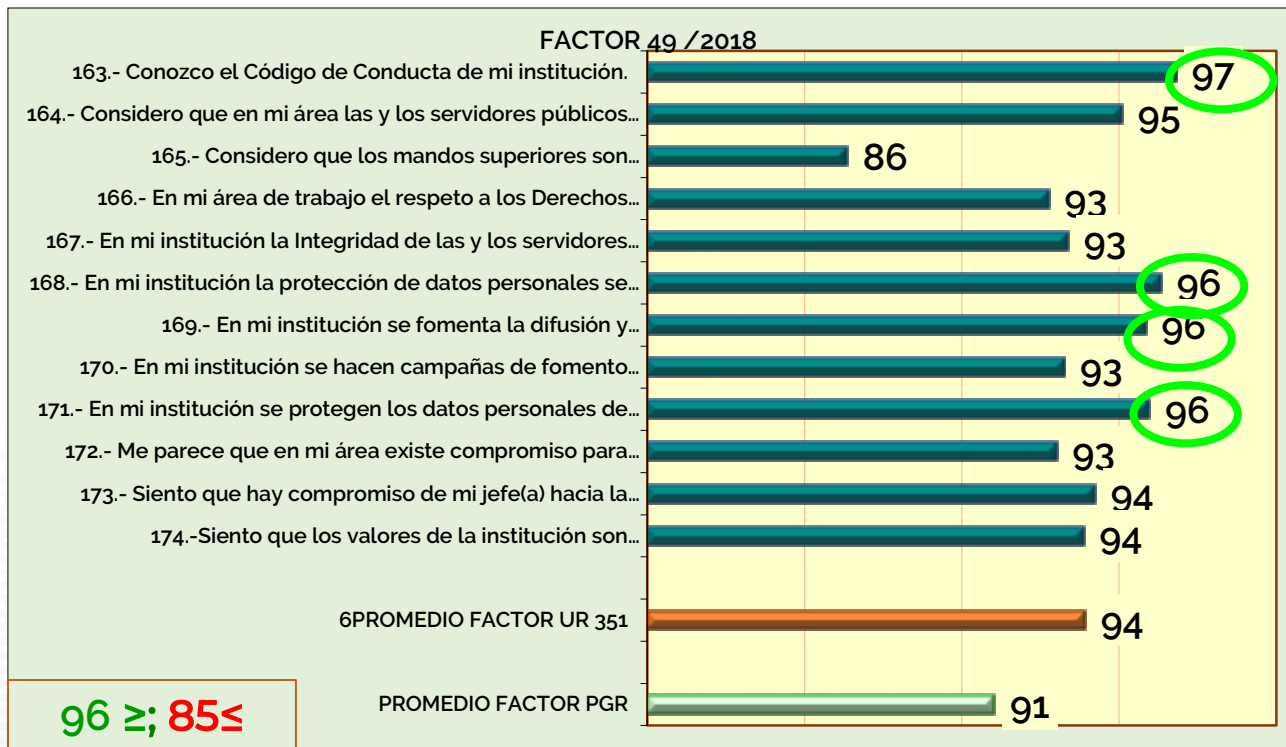 FACTOR 49 /2018
163.- Conozco el Código de Conducta de mi institución. 97
164.- Considero que en mi área las y los servidores públicos... 95
165.- Considero que los mandos superiores son... 86
166.- En mi área de trabajo el respeto a los Derechos... 93
167.- En mi institución la Integridad de las y los servidores... 93
168.- En mi institución la protección de datos personales se... 96
169.- En mi institución se fomenta la difusión y... 96
170.- En mi institución se hacen campañas de fomento... 93
171.- En mi institución se protegen los datos personales de... 96
172.- Me parece que en mi área existe compromiso para... 93
173.- Siento que hay compromiso de mi jefe(a) hacia la... 94
174.-Siento que los valores de la institución son... 94
6PROMEDIO FACTOR UR 351 94
PROMEDIO FACTOR PGR 91
96 ≥; 85≤